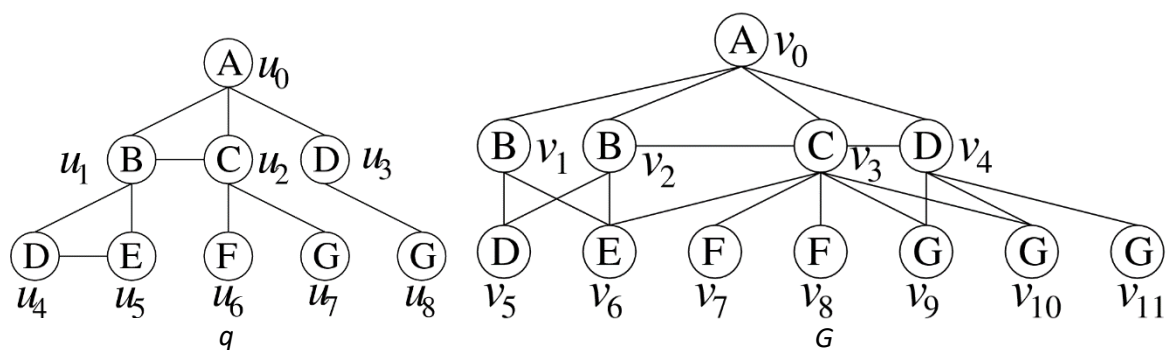 A u0
B C D
u1 u2 u3
D E F G G
u4 u5 u6 u7 u8
q
A v0
B v1 B v2 C v3 D v4
D E F F G G G
v5 v6 v7 v8 v9 v10 v11
G